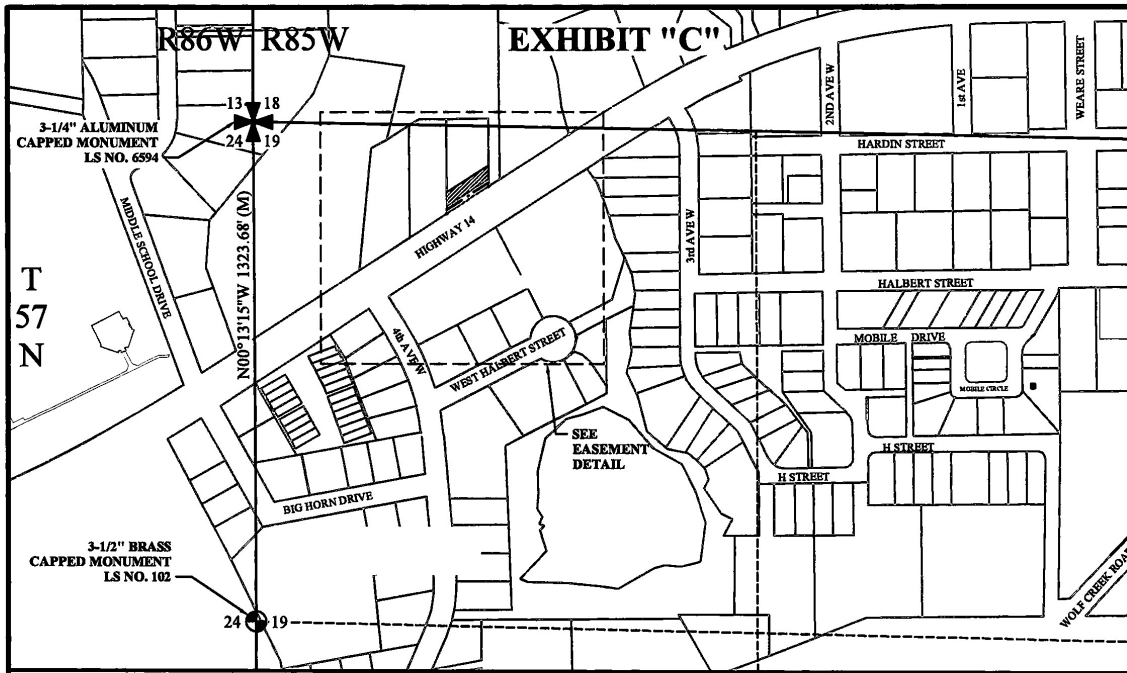 R86W R85W
EXHIBIT "C"
13 18
24 19
3-1/4" ALUMINUM
CAPPED MONUMENT
LS NO. 6594
MIDDLE SCHOOL DRIVE
N00°13'15"W 1323.68' (M)
T
57
N
HIGHWAY 14
2ND AVE W
1st AVE
WEARE STREET
HARDIN STREET
3rd AVE W
HALBERT STREET
4th AVE W
WEST HALBERT STREET
MOBILE DRIVE
MOBILE CIRCLE
SEE
EASEMENT
DETAIL
H STREET
H STREET
BIG HORN DRIVE
3-1/2" BRASS
CAPPED MONUMENT
LS NO. 102
24 19
WOLF CREEK ROAD